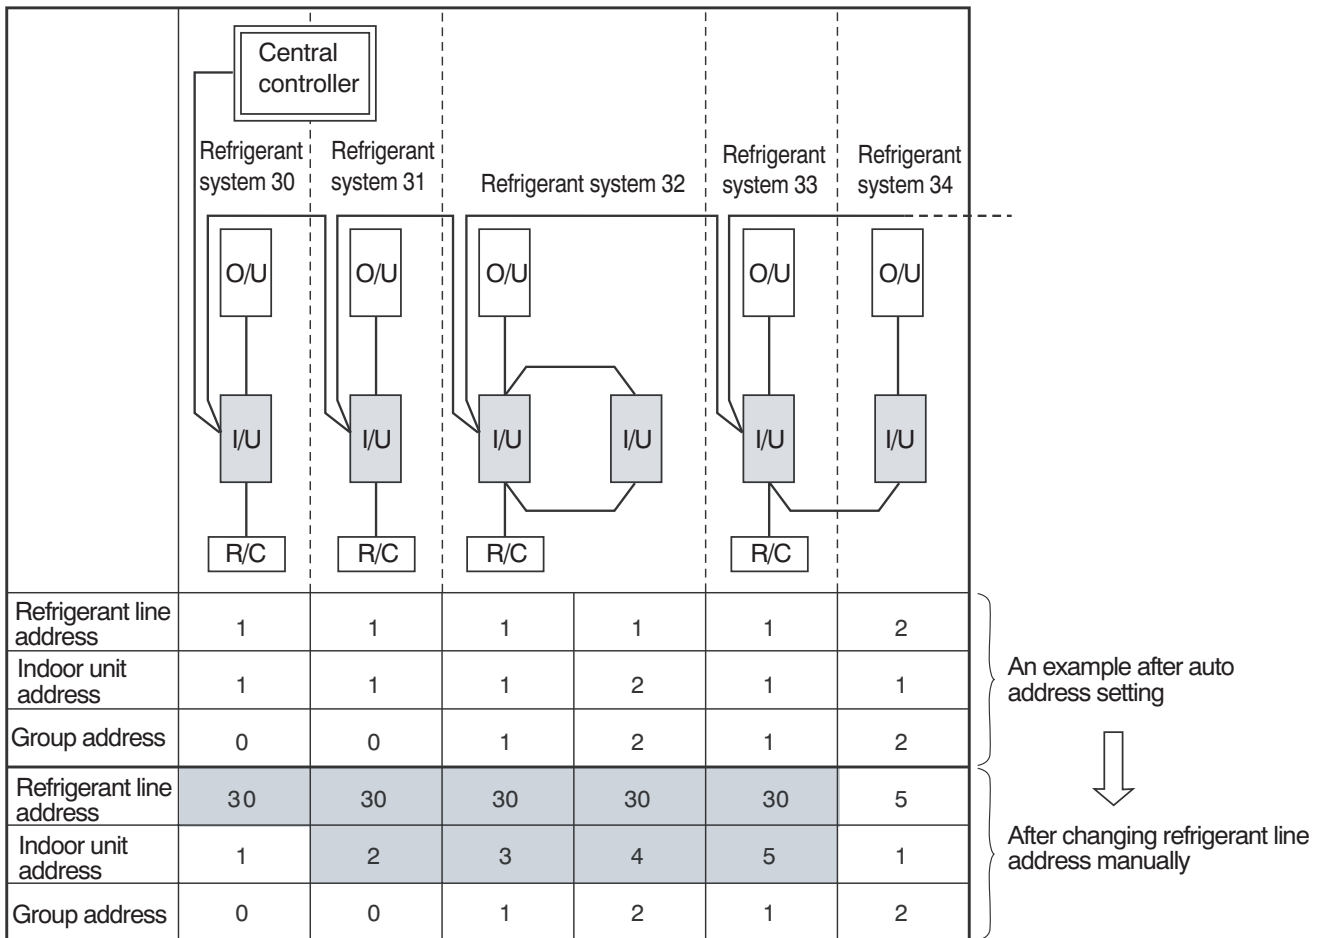 Central
controller
Refrigerant
system 30
Refrigerant
system 31
Refrigerant system 32
Refrigerant
system 33
Refrigerant
system 34
O/U O/U O/U O/U O/U
I/U I/U I/U I/U I/U I/U
R/C R/C R/C R/C
Refrigerant line
address
1 1 1 1 1 2
Indoor unit
address
1 1 1 2 1 1
Group address 0 0 1 2 1 2
An example after auto
address setting
Refrigerant line
address
30 30 30 30 30 5
Indoor unit
address
1 2 3 4 5 1
Group address 0 0 1 2 1 2
After changing refrigerant line
address manually